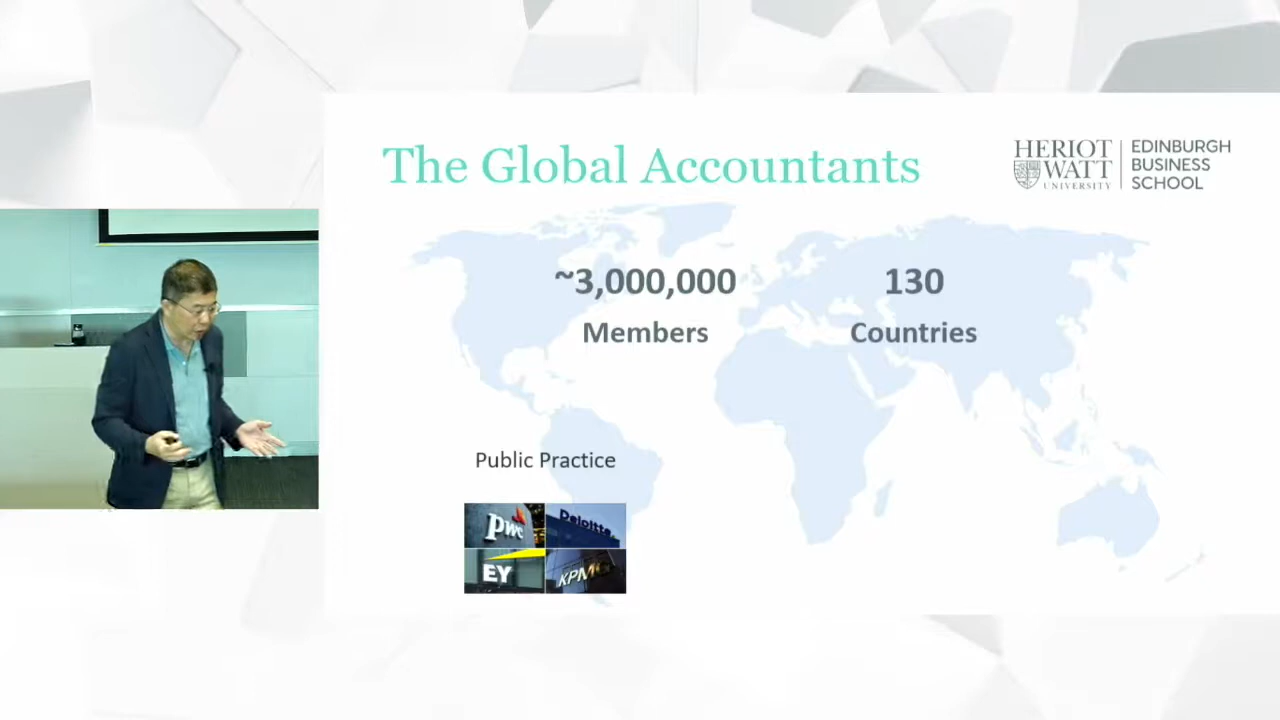 The Global Accountants
HERIOT
WATT
UNIVERSITY
EDINBURGH
BUSINESS
SCHOOL
~3,000,000
130
Members
Countries
Public Practice
pwc
Deloitte.
EY
KPMG